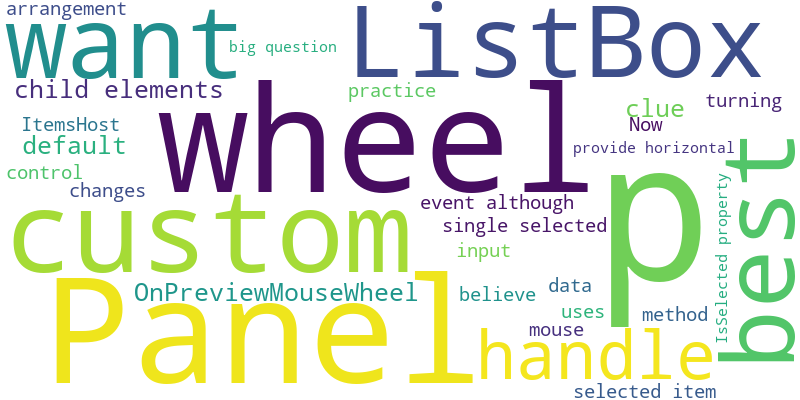 arrangement
want
big question
ListBox
child elements
practice
clue
turning
wheel
ItemsHost
Now
default
provide horizontal
best
control
changes
p
IsSelected property
custom
event although
single selected
input
Panel
OnPreviewMouseWheel
believe
data
uses
method
mouse
handle
selected item